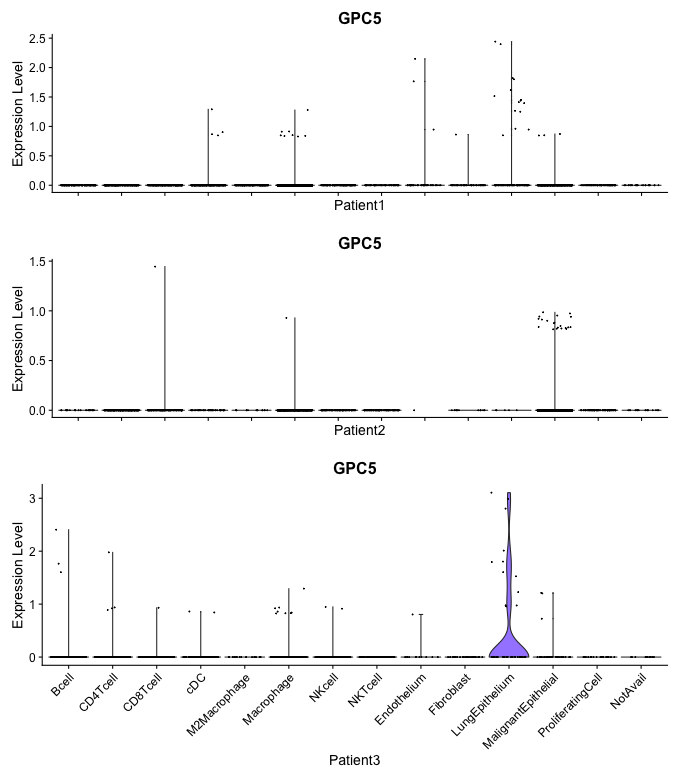 GPC5
Expression Level
2.5
2.0
1.5
1.0
0.5
0.0
Patient1
GPC5
Expression Level
1.5
1.0
0.5
0.0
Patient2
GPC5
Expression Level
3
2
1
0
Bcell
CD4Tcell
CD8Tcell
cDC
M2Macrophage
Macrophage
NKcell
NKTcell
Endothelium
Fibroblast
LungEpithelium
MalignantEpithelial
ProliferatingCell
NotAvail
Patient3